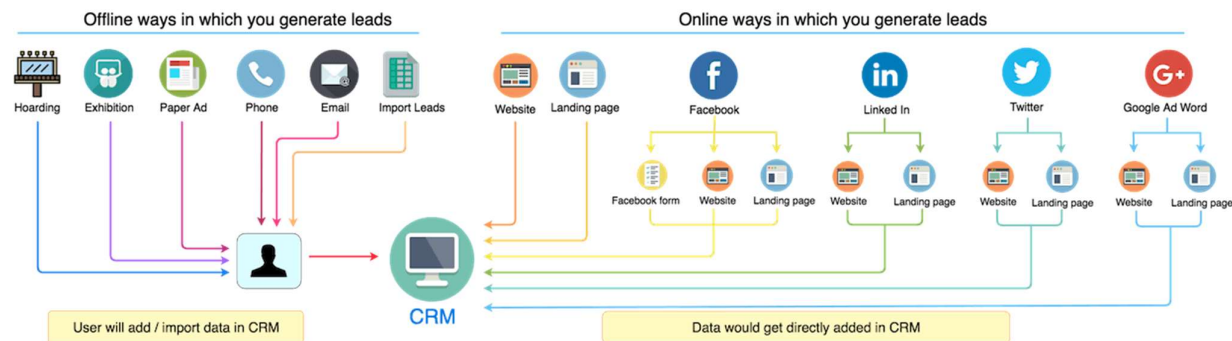 Offline ways in which you generate leads
Online ways in which you generate leads
Hoarding
Exhibition
Paper Ad
Phone
Email
Import Leads
Website
Landing page
f
Facebook
in
Linked In
Twitter
G+
Google Ad Word
Facebook form
Website
Landing page
Website
Landing page
Website
Landing page
Website
Landing page
CRM
User will add / import data in CRM
Data would get directly added in CRM